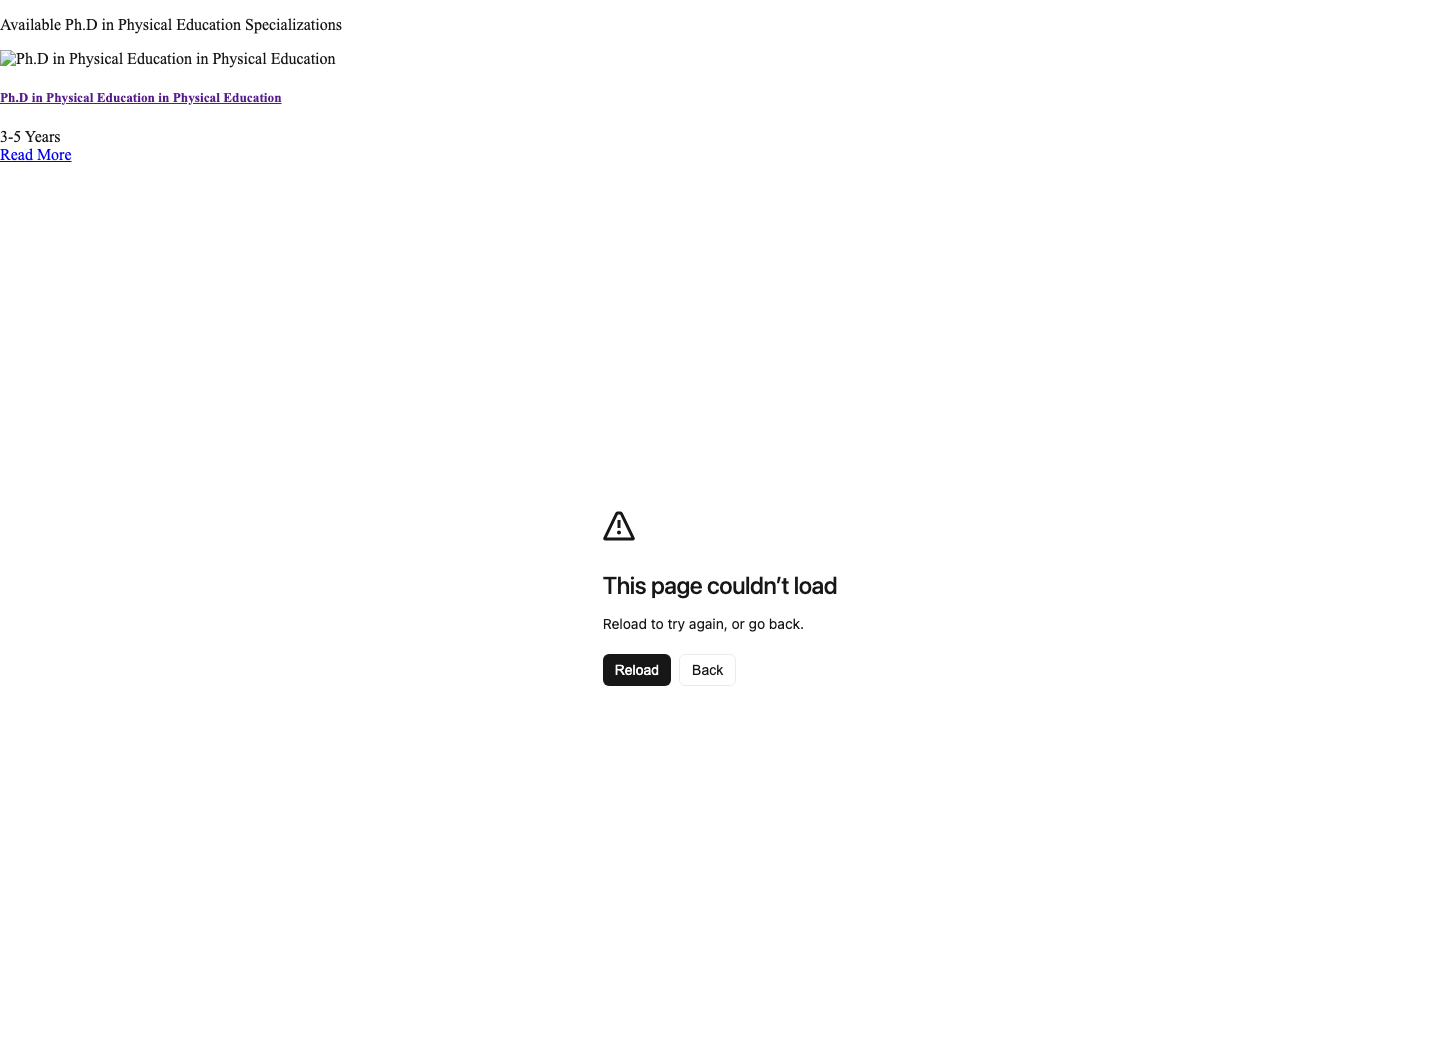 Available Ph.D in Physical Education Specializations
Ph.D in Physical Education in Physical Education
Ph.D in Physical Education in Physical Education
3-5 Years
Read More
This page couldn’t load
Reload to try again, or go back.
Reload
Back